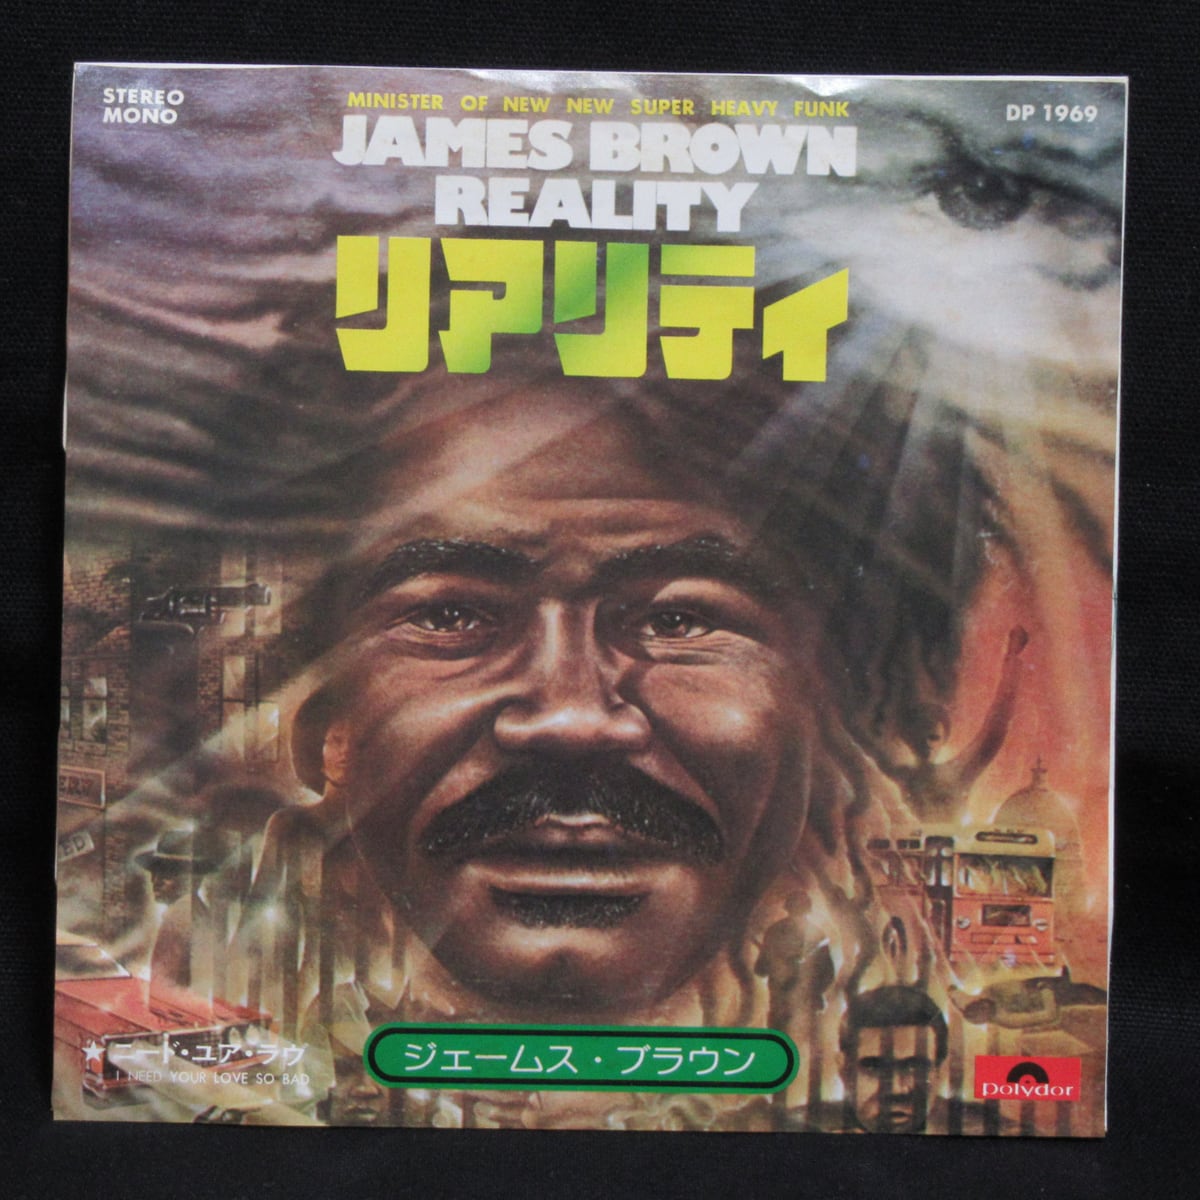 STEREO
MONO
MINISTER OF NEW NEW SUPER HEAVY FUNK
DP 1969
JAMES BROWN
REALITY
リアリティ
★ニード・ユア・ラヴ
I NEED YOUR LOVE SO BAD
ジェームス・ブラウン
polydor